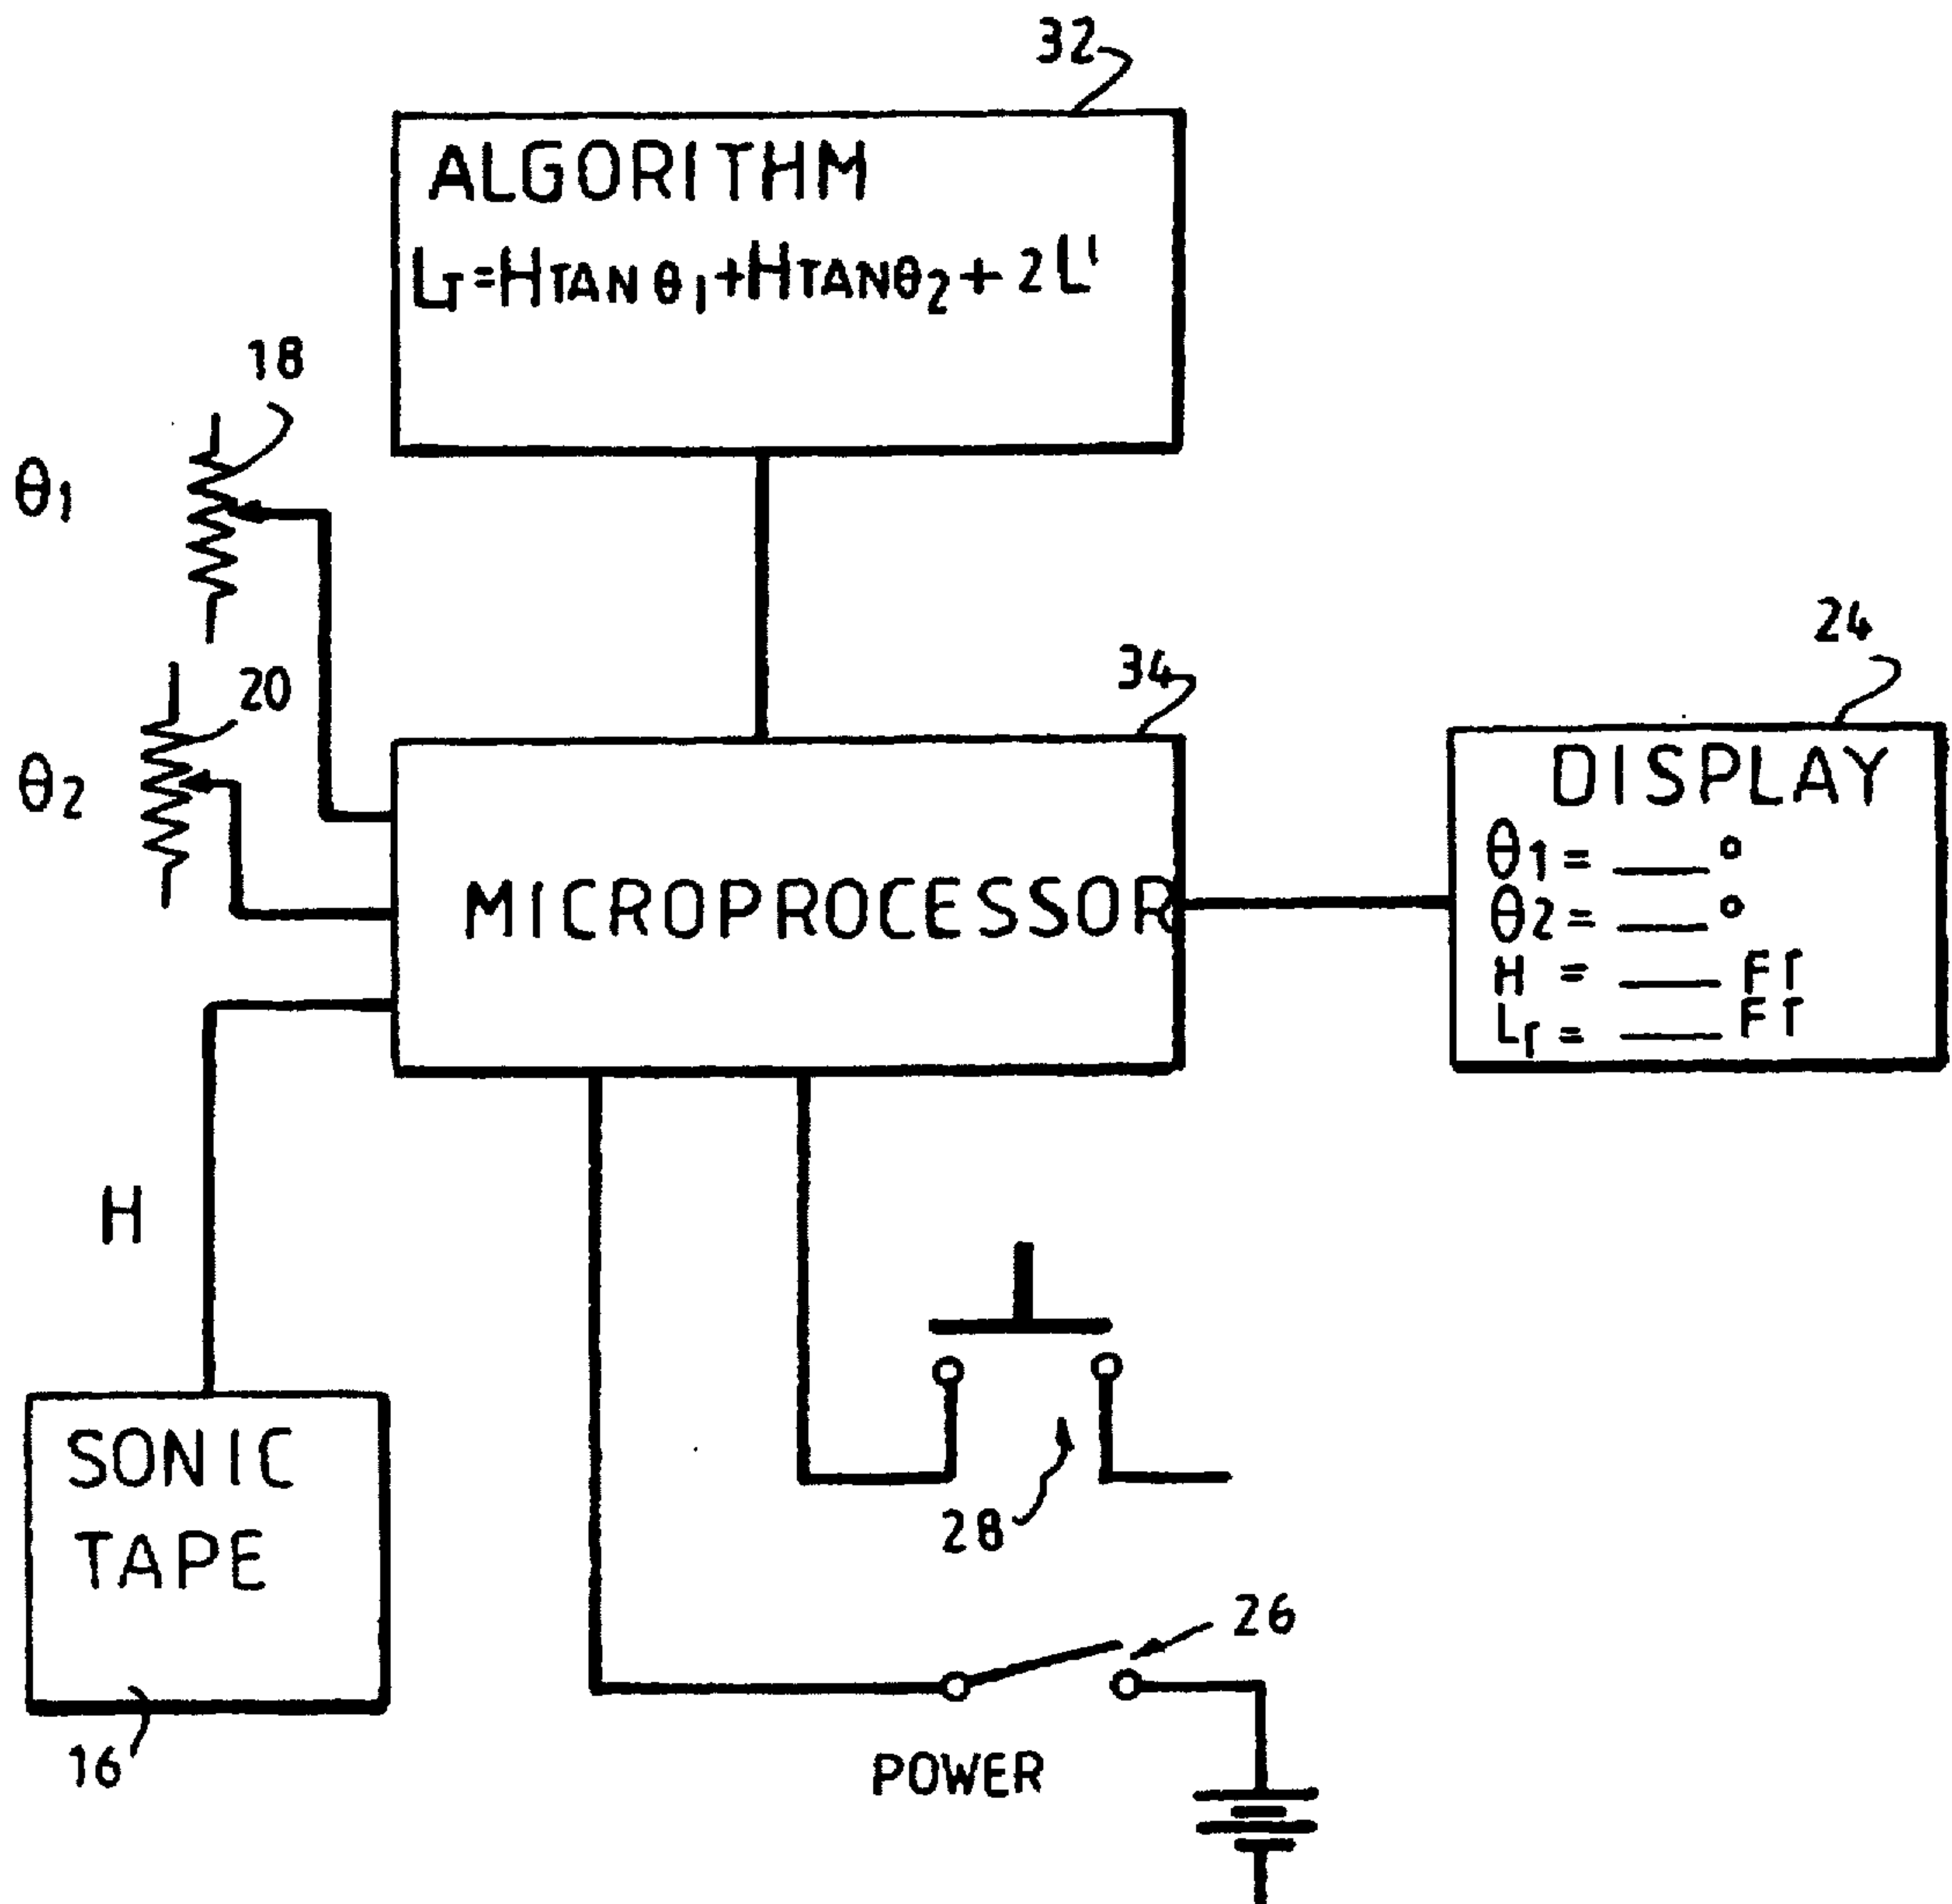 32
ALGORITHM
LT=HTAN θ1+HTANθ2+2L'
18
θ1
20
θ2
34
MICROPROCESSOR
24
DISPLAY
θ1= ___°
θ2= ___°
H = ___ FT
LT= ___ FT
H
SONIC
TAPE
16
28
26
POWER